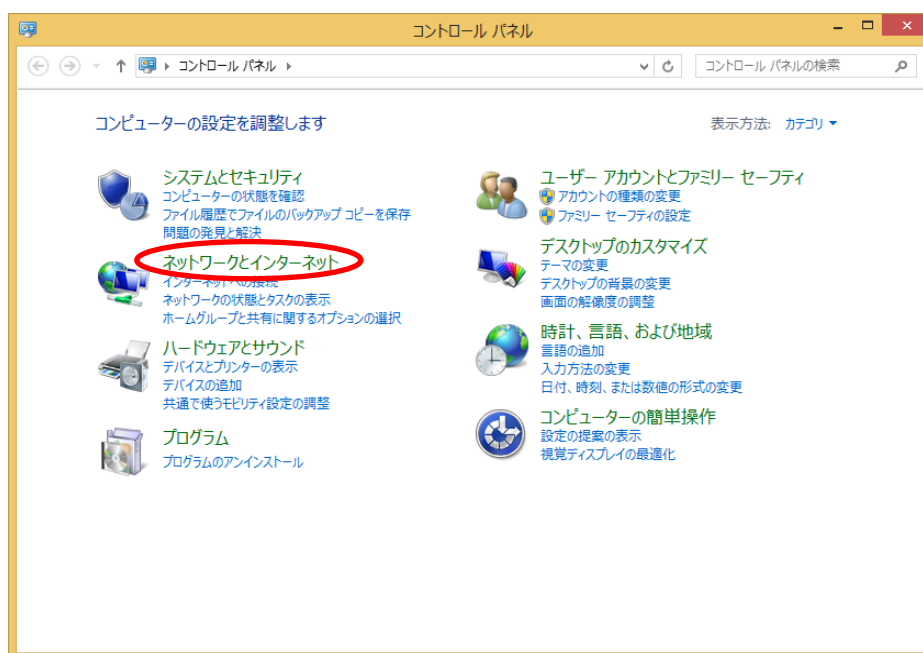 コントロール パネル
コントロール パネル
コントロール パネルの検索
コンピューターの設定を調整します
表示方法: カテゴリ
システムとセキュリティ
コンピューターの状態を確認
ファイル履歴でファイルのバックアップ コピーを保存
問題の発見と解決
ネットワークとインターネット
インターネットへの接続
ネットワークの状態とタスクの表示
ホームグループと共有に関するオプションの選択
ハードウェアとサウンド
デバイスとプリンターの表示
デバイスの追加
共通で使うモビリティ設定の調整
プログラム
プログラムのアンインストール
ユーザー アカウントとファミリー セーフティ
アカウントの種類の変更
ファミリー セーフティの設定
デスクトップのカスタマイズ
テーマの変更
デスクトップの背景の変更
画面の解像度の調整
時計、言語、および地域
言語の追加
入力方法の変更
日付、時刻、または数値の形式の変更
コンピューターの簡単操作
設定の提案の表示
視覚ディスプレイの最適化